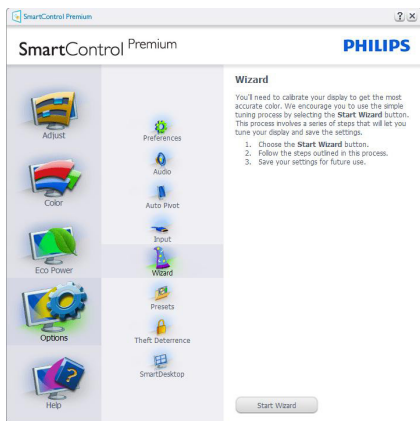 SmartControl Premium
? x
SmartControl Premium
PHILIPS
Adjust
Color
Eco Power
Options
Help
Preferences
Audio
Auto Pivot
Input
Wizard
Presets
Theft Deterrence
SmartDesktop
Wizard
You'll need to calibrate your display to get the most
accurate color. We encourage you to use the simple
tuning process by selecting the Start Wizard button.
This process involves a series of steps that will let you
tune your display and save the settings.
1. Choose the Start Wizard button.
2. Follow the steps outlined in this process.
3. Save your settings for future use.
Start Wizard